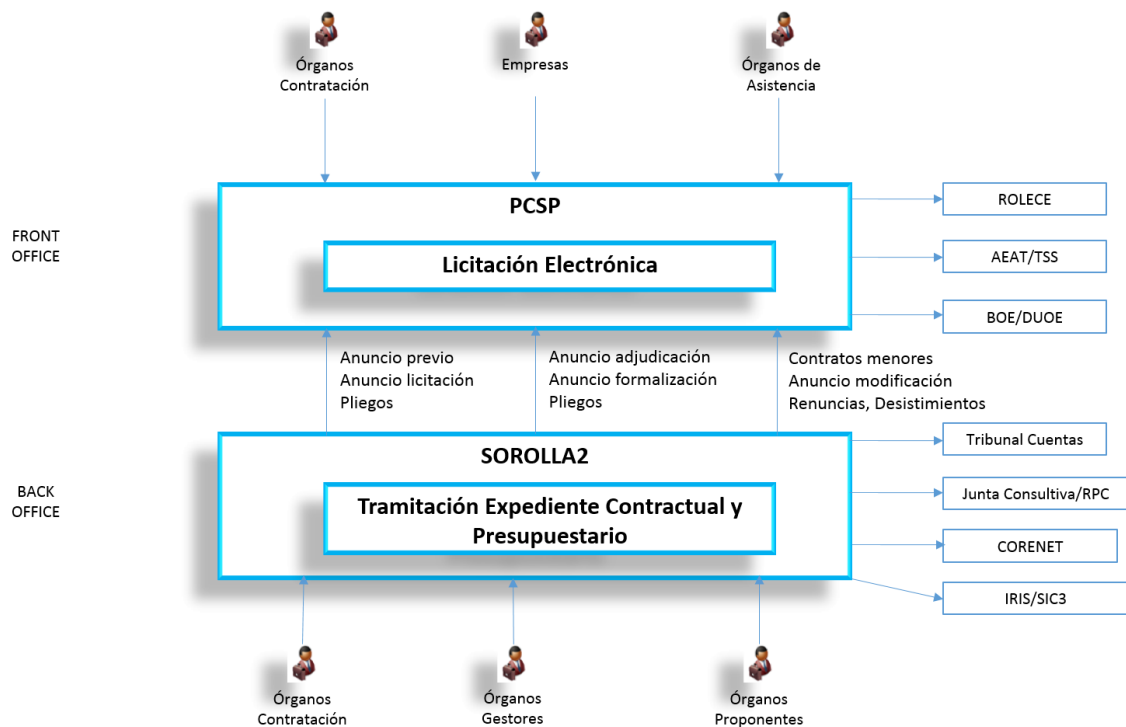 Órganos
Contratación
Empresas
Órganos de
Asistencia
FRONT
OFFICE
PCSP
Licitación Electrónica
ROLECE
AEAT/TSS
BOE/DUOE
Anuncio previo
Anuncio licitación
Pliegos
Anuncio adjudicación
Anuncio formalización
Pliegos
Contratos menores
Anuncio modificación
Renuncias, Desistimientos
BACK
OFFICE
SOROLLA2
Tramitación Expediente Contractual y
Presupuestario
Tribunal Cuentas
Junta Consultiva/RPC
CORENET
IRIS/SIC3
Órganos
Contratación
Órganos
Gestores
Órganos
Proponentes